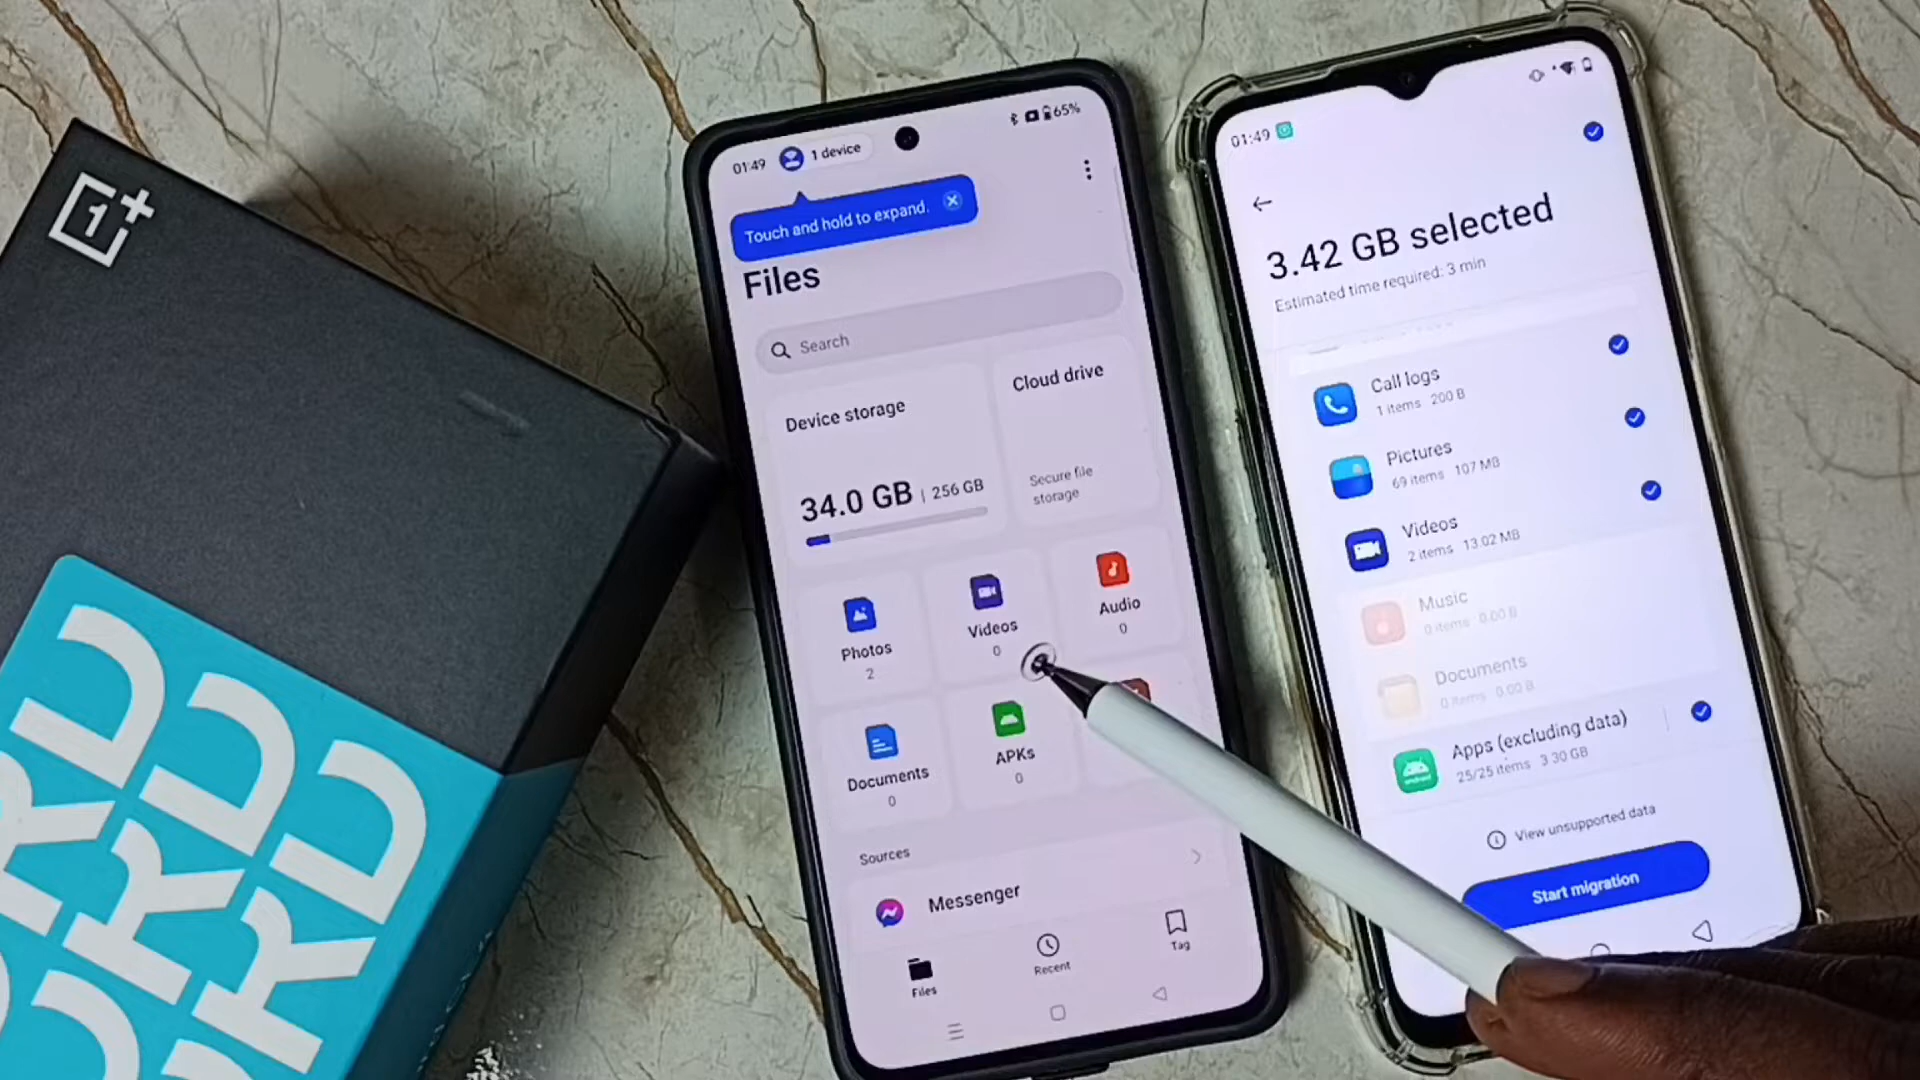 1+
01:49 1 device 65%
Touch and hold to expand.
Files
Search
Device storage
34.0 GB | 256 GB
Cloud drive
Secure file
storage
Photos
2
Videos
0
Audio
0
Documents
0
APKs
0
Sources
Messenger
Files
Recent
Tag
01:49
3.42 GB selected
Estimated time required: 3 min
Call logs
1 items 200 B
Pictures
69 items 107 MB
Videos
2 items 13.02 MB
Music
0 items 0.00 B
Documents
0 items 0.00 B
Apps (excluding data)
25/25 items 3.30 GB
View unsupported data
Start migration